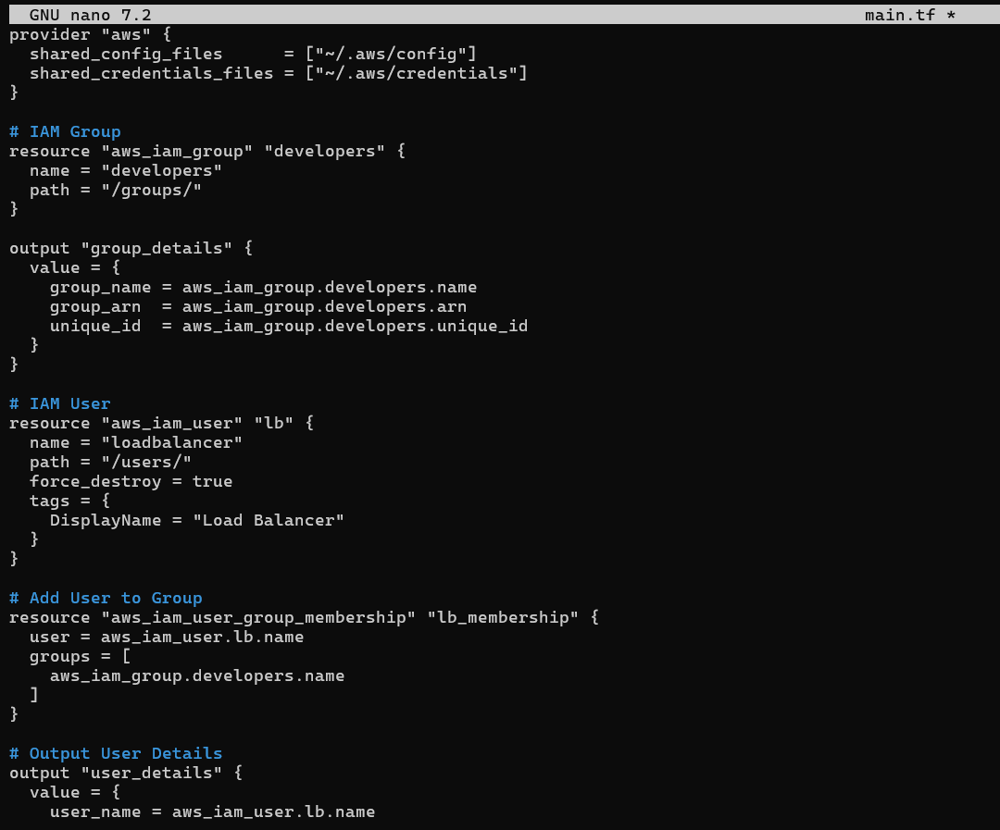 GNU nano 7.2 main.tf *
provider "aws" {
  shared_config_files      = ["~/.aws/config"]
  shared_credentials_files = ["~/.aws/credentials"]
}

# IAM Group
resource "aws_iam_group" "developers" {
  name = "developers"
  path = "/groups/"
}

output "group_details" {
  value = {
    group_name = aws_iam_group.developers.name
    group_arn  = aws_iam_group.developers.arn
    unique_id  = aws_iam_group.developers.unique_id
  }
}

# IAM User
resource "aws_iam_user" "lb" {
  name = "loadbalancer"
  path = "/users/"
  force_destroy = true
  tags = {
    DisplayName = "Load Balancer"
  }
}

# Add User to Group
resource "aws_iam_user_group_membership" "lb_membership" {
  user = aws_iam_user.lb.name
  groups = [
    aws_iam_group.developers.name
  ]
}

# Output User Details
output "user_details" {
  value = {
    user_name = aws_iam_user.lb.name